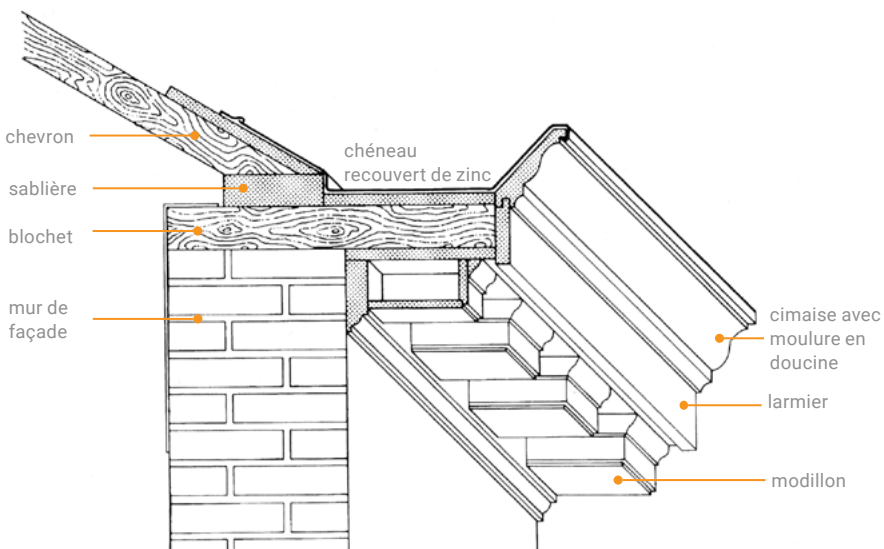 chevron
sablière
blochet
mur de
façade
chéneau
recouvert de zinc
cimaise avec
moulure en
doucine
larmier
modillon